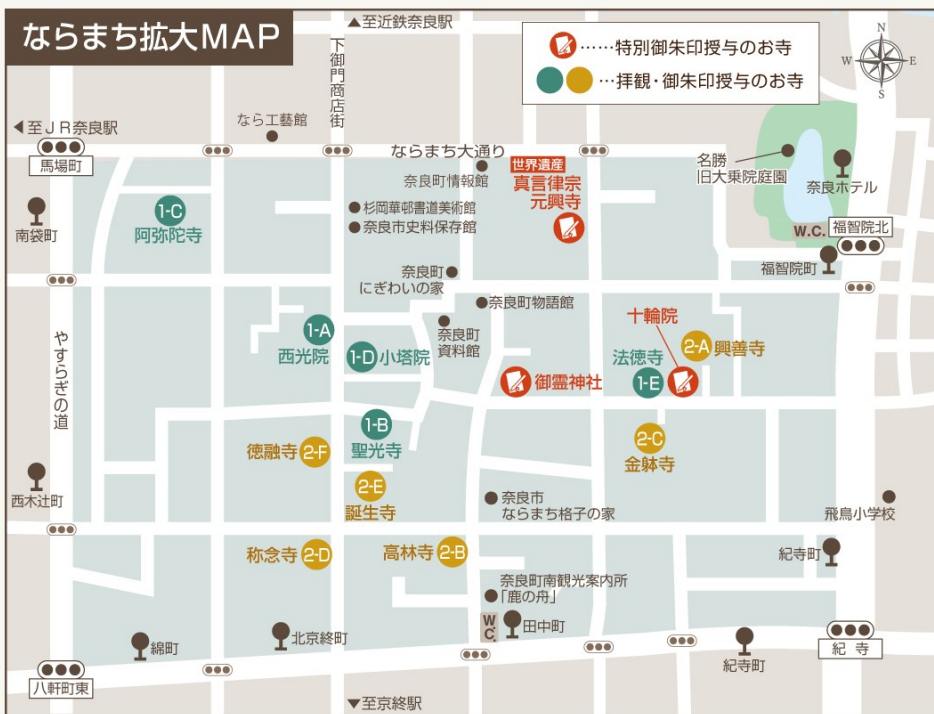 ならまち拡大MAP
▲至近鉄奈良駅
下御門商店街
……特別御朱印授与のお寺
…拝観・御朱印授与のお寺
N
W
E
S
◀至JR奈良駅
馬場町
なら工藝館
ならまち大通り
奈良町情報館
世界遺産
真言律宗
元興寺
名勝
旧大乗院庭園
奈良ホテル
南袋町
1-C
阿弥陀寺
杉岡華邨書道美術館
奈良市史料保存館
W.C.
福智院北
福智院町
奈良町
にぎわいの家
奈良町物語館
やすらぎの道
1-A
西光院
1-D
小塔院
奈良町
資料館
十輪院
2-A
興善寺
法徳寺
1-E
御霊神社
1-B
聖光寺
徳融寺
2-F
2-C
金躰寺
西木辻町
2-E
誕生寺
奈良市
ならまち格子の家
飛鳥小学校
称念寺
2-D
高林寺
2-B
紀寺町
奈良町南観光案内所
「鹿の舟」
W.C.
田中町
綿町
北京終町
紀寺町
紀寺
八軒町東
▼至京終駅